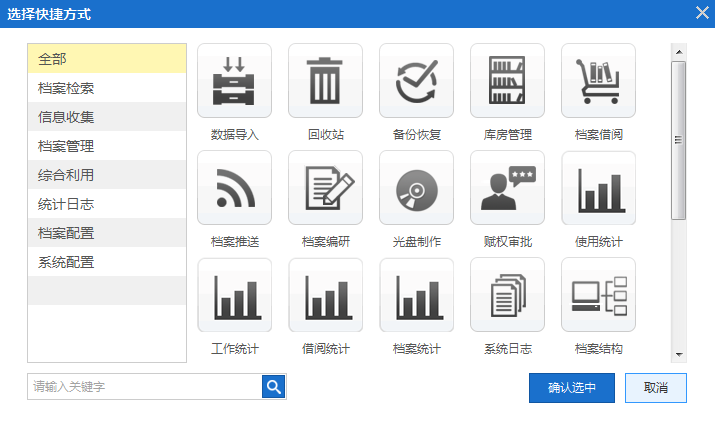 选择快捷方式
全部
档案检索
信息收集
档案管理
综合利用
统计日志
档案配置
系统配置
数据导入
回收站
备份恢复
库房管理
档案借阅
档案推送
档案编研
光盘制作
赋权审批
使用统计
工作统计
借阅统计
档案统计
系统日志
档案结构
请输入关键字
确认选中
取消